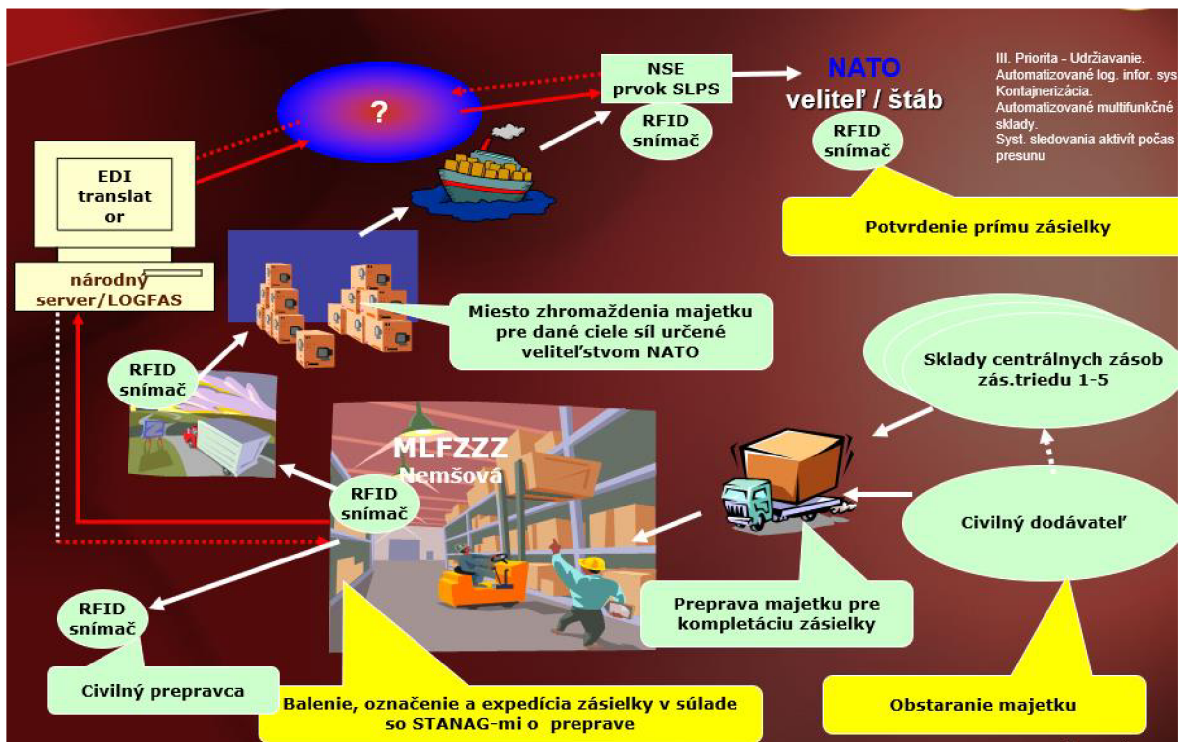 ?
NSE
prvok SLPS
RFID
snímač
NATO
veliteľ / štáb
RFID
snímač
III. Priorita - Udržiavanie.
Automatizované log. infor. sys
Kontajnerizácia.
Automatizované multifunkčné
sklady.
Syst. sledovania aktivít počas
presunu
EDI
translat
or
národný
server/LOGFAS
Potvrdenie prímu zásielky
Miesto zhromaždenia majetku
pre dané ciele síl určené
veliteľstvom NATO
Sklady centrálnych zásob
zás.triedu 1-5
RFID
snímač
MLFZZZ
Nemšová
RFID
snímač
Civilný dodávateľ
RFID
snímač
Preprava majetku pre
kompletáciu zásielky
Civilný prepravca
Balenie, označenie a expedícia zásielky v súlade
so STANAG-mi o preprave
Obstaranie majetku